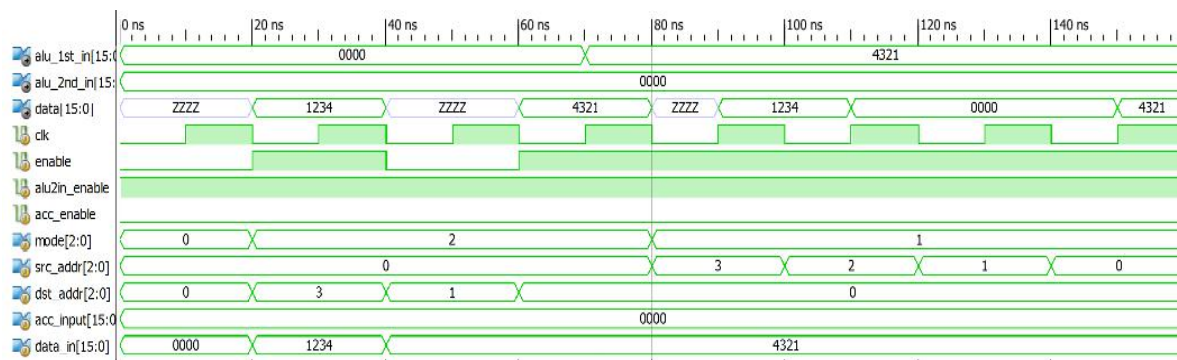 0 ns 20 ns 40 ns 60 ns 80 ns 100 ns 120 ns 140 ns
alu_1st_in[15:0 0000 4321
alu_2nd_in[15: 0000
data[15:0] ZZZZ 1234 ZZZZ 4321 ZZZZ 1234 0000 4321
clk
enable
alu2in_enable
acc_enable
mode[2:0] 0 2 1
src_addr[2:0] 0 3 2 1 0
dst_addr[2:0] 0 3 1 0
acc_input[15:0 0000
data_in[15:0] 0000 1234 4321